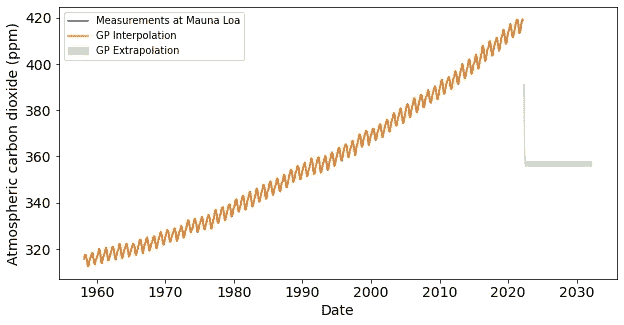 Measurements at Mauna Loa
GP Interpolation
GP Extrapolation
Atmospheric carbon dioxide (ppm)
420
400
380
360
340
320
1960 1970 1980 1990 2000 2010 2020 2030
Date